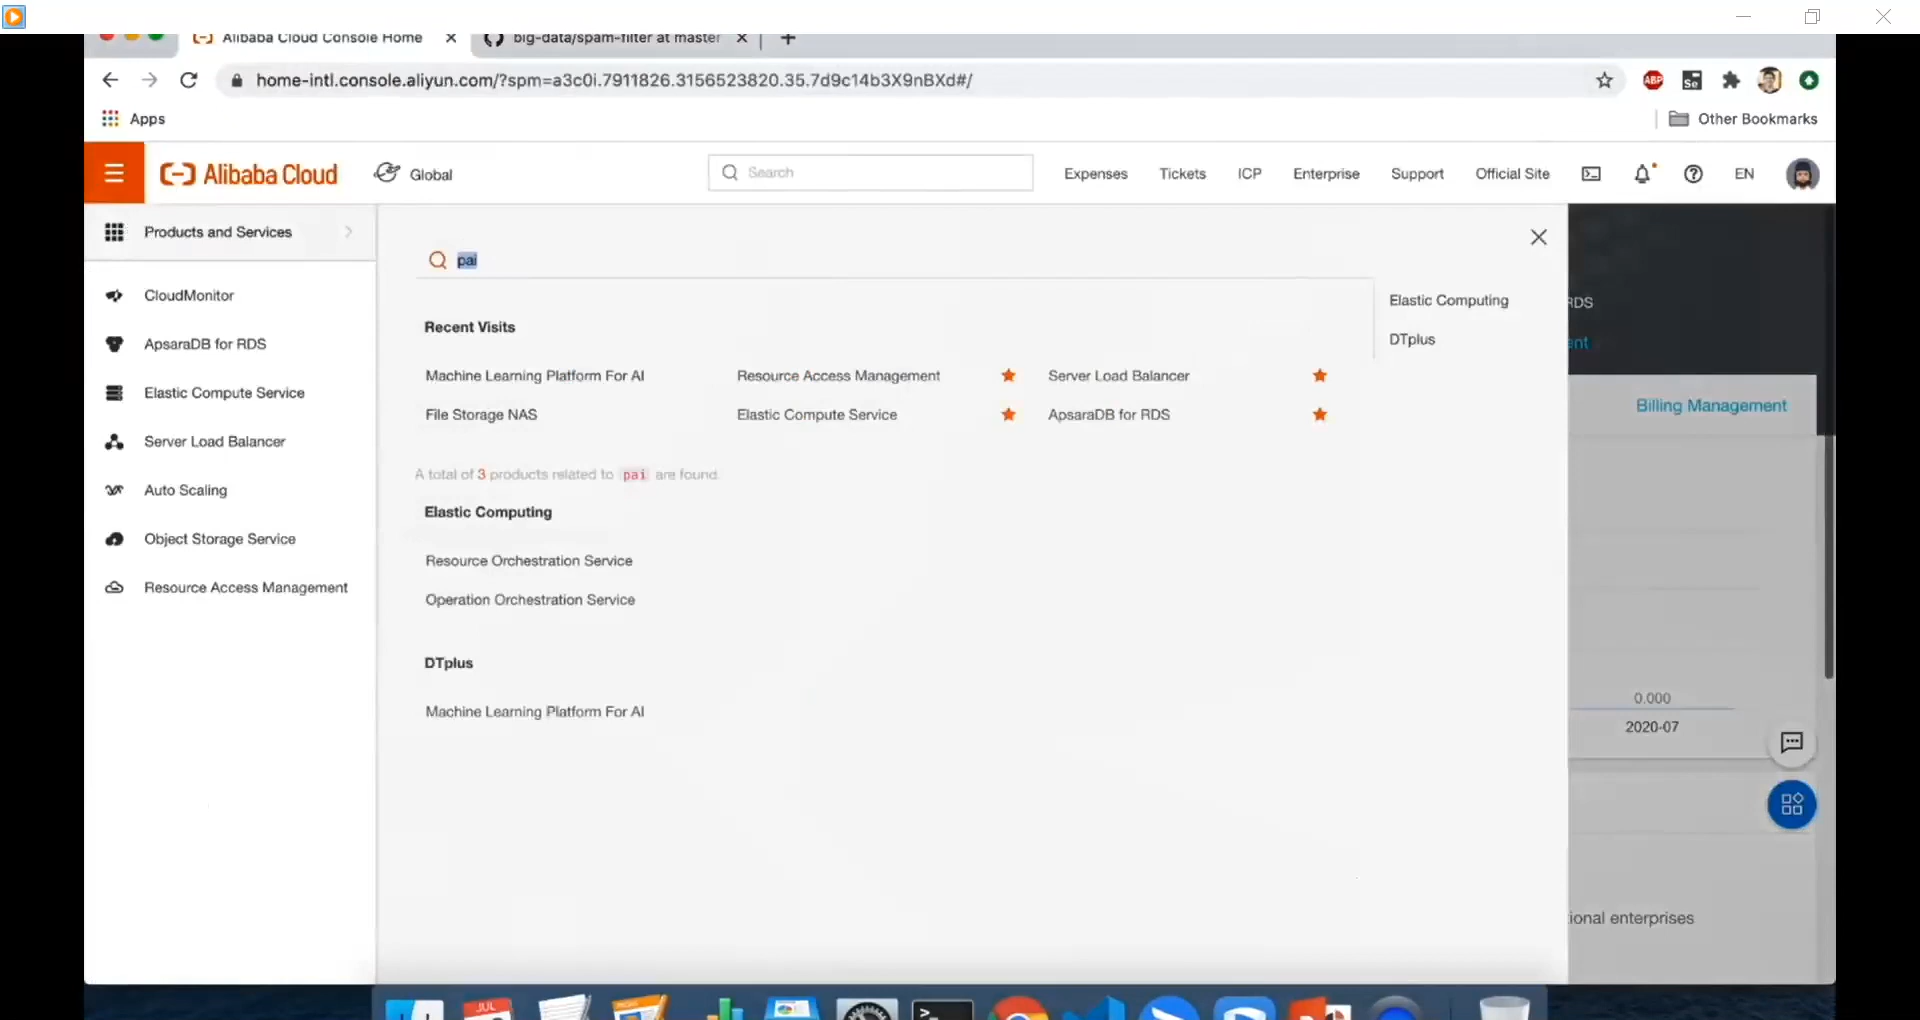 Alibaba Cloud Console Home
big-data/spam-filter at master
home-intl.console.aliyun.com/?spm=a3c0i.7911826.3156523820.35.7d9c14b3X9nBXd#/
ABP
Se
Apps
Other Bookmarks
Alibaba Cloud
Global
Search
Expenses
Tickets
ICP
Enterprise
Support
Official Site
EN
Products and Services
CloudMonitor
ApsaraDB for RDS
Elastic Compute Service
Server Load Balancer
Auto Scaling
Object Storage Service
Resource Access Management
pai
Recent Visits
Machine Learning Platform For AI
Resource Access Management
Server Load Balancer
File Storage NAS
Elastic Compute Service
ApsaraDB for RDS
A total of 3 products related to pai are found
Elastic Computing
Resource Orchestration Service
Operation Orchestration Service
DTplus
Machine Learning Platform For AI
Elastic Computing
DTplus
RDS
ent
Billing Management
0.000
2020-07
ional enterprises
JUL